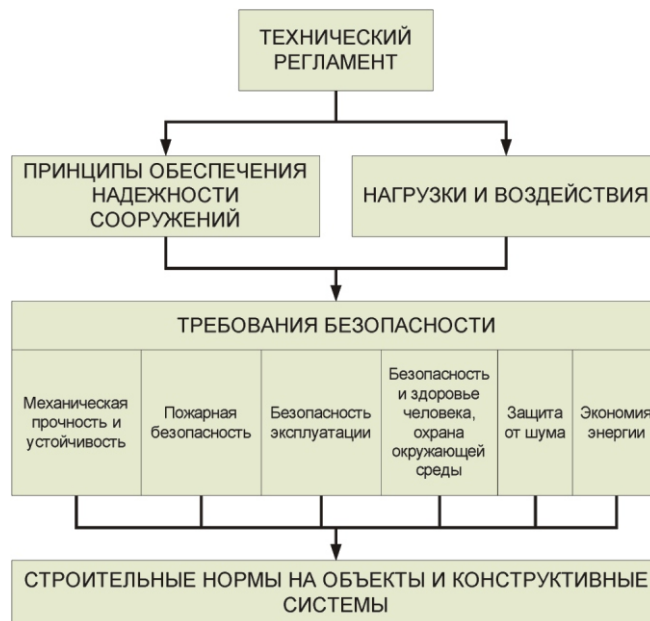 ТЕХНИЧЕСКИЙ
РЕГЛАМЕНТ
ПРИНЦИПЫ ОБЕСПЕЧЕНИЯ
НАДЕЖНОСТИ
СООРУЖЕНИЙ
НАГРУЗКИ И ВОЗДЕЙСТВИЯ
ТРЕБОВАНИЯ БЕЗОПАСНОСТИ
Механическая
прочность и
устойчивость
Пожарная
безопасность
Безопасность
эксплуатации
Безопасность
и здоровье
человека,
охрана
окружающей
среды
Защита
от шума
Экономия
энергии
СТРОИТЕЛЬНЫЕ НОРМЫ НА ОБЪЕКТЫ И КОНСТРУКТИВНЫЕ
СИСТЕМЫ